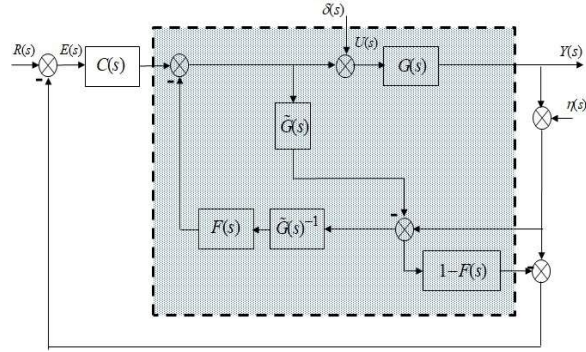 δ(s)
R(s) E(s) U(s) Y(s)
C(s) G(s)
η(s)
G̃(s)
F(s) G̃(s)⁻¹
1−F(s)